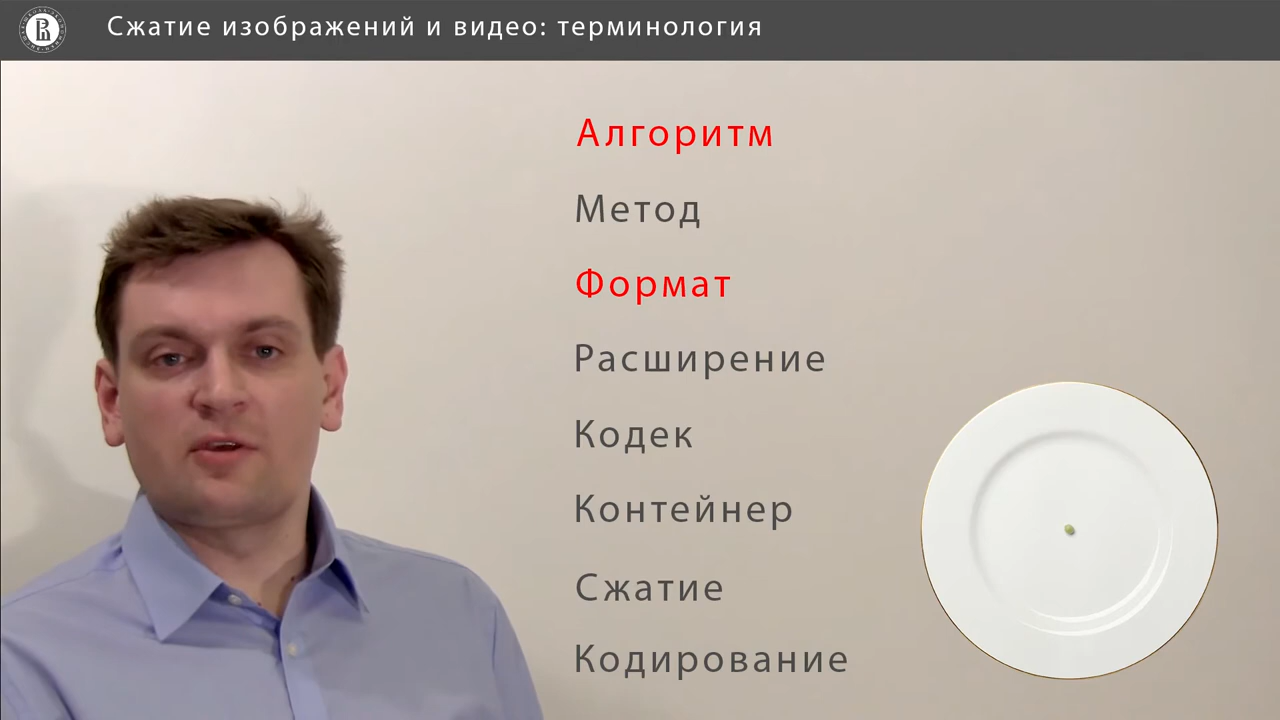 Сжатие изображений и видео: терминология
Алгоритм
Метод
Формат
Расширение
Кодек
Контейнер
Сжатие
Кодирование